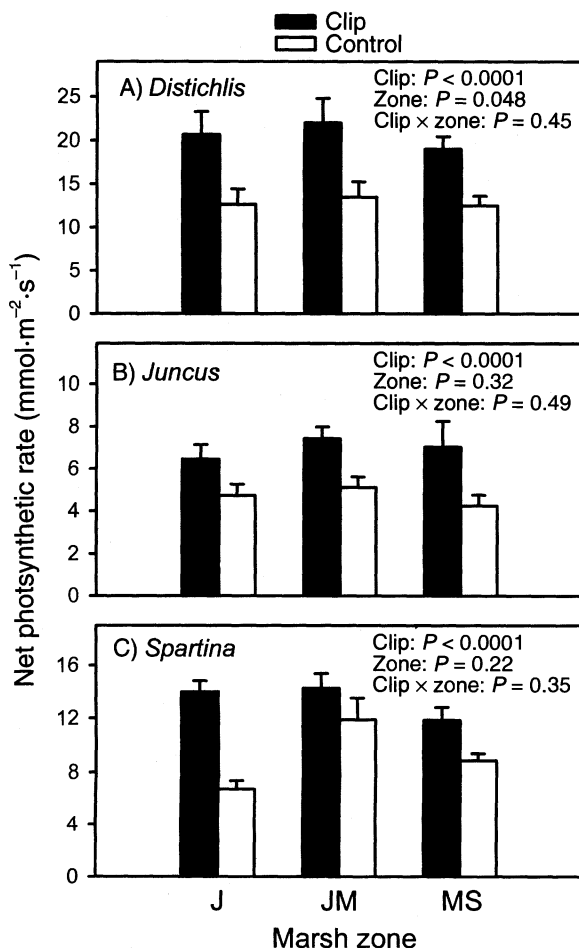 Clip
Control
A) Distichlis
Clip: P < 0.0001
Zone: P = 0.048
Clip × zone: P = 0.45
25
20
15
10
5
0
B) Juncus
Clip: P < 0.0001
Zone: P = 0.32
Clip × zone: P = 0.49
10
8
6
4
2
0
C) Spartina
Clip: P < 0.0001
Zone: P = 0.22
Clip × zone: P = 0.35
16
12
8
4
0
Net photsynthetic rate (mmol·m⁻²·s⁻¹)
J JM MS
Marsh zone